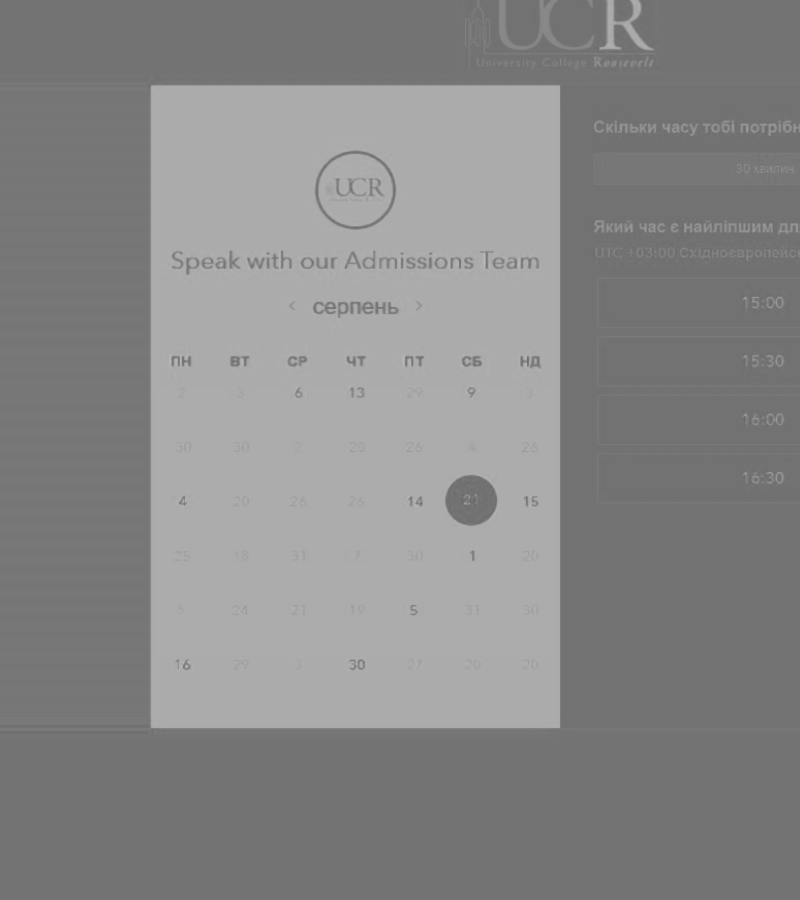 UCR
University College Roosevelt
Скільки часу тобі потрібн
30 хвилин
UCR
Який час є найліпшим дл
UTC +03:00 Східноєвропейсь
Speak with our Admissions Team
< серпень >
15:00
15:30
16:00
16:30
ПН ВТ СР ЧТ ПТ СБ НД
2 3 6 13 29 9 3
30 30 2 28 26 4 26
4 20 26 26 14 21 15
25 18 31 7 30 1 20
5 24 21 19 5 31 30
16 29 3 30 27 20 20